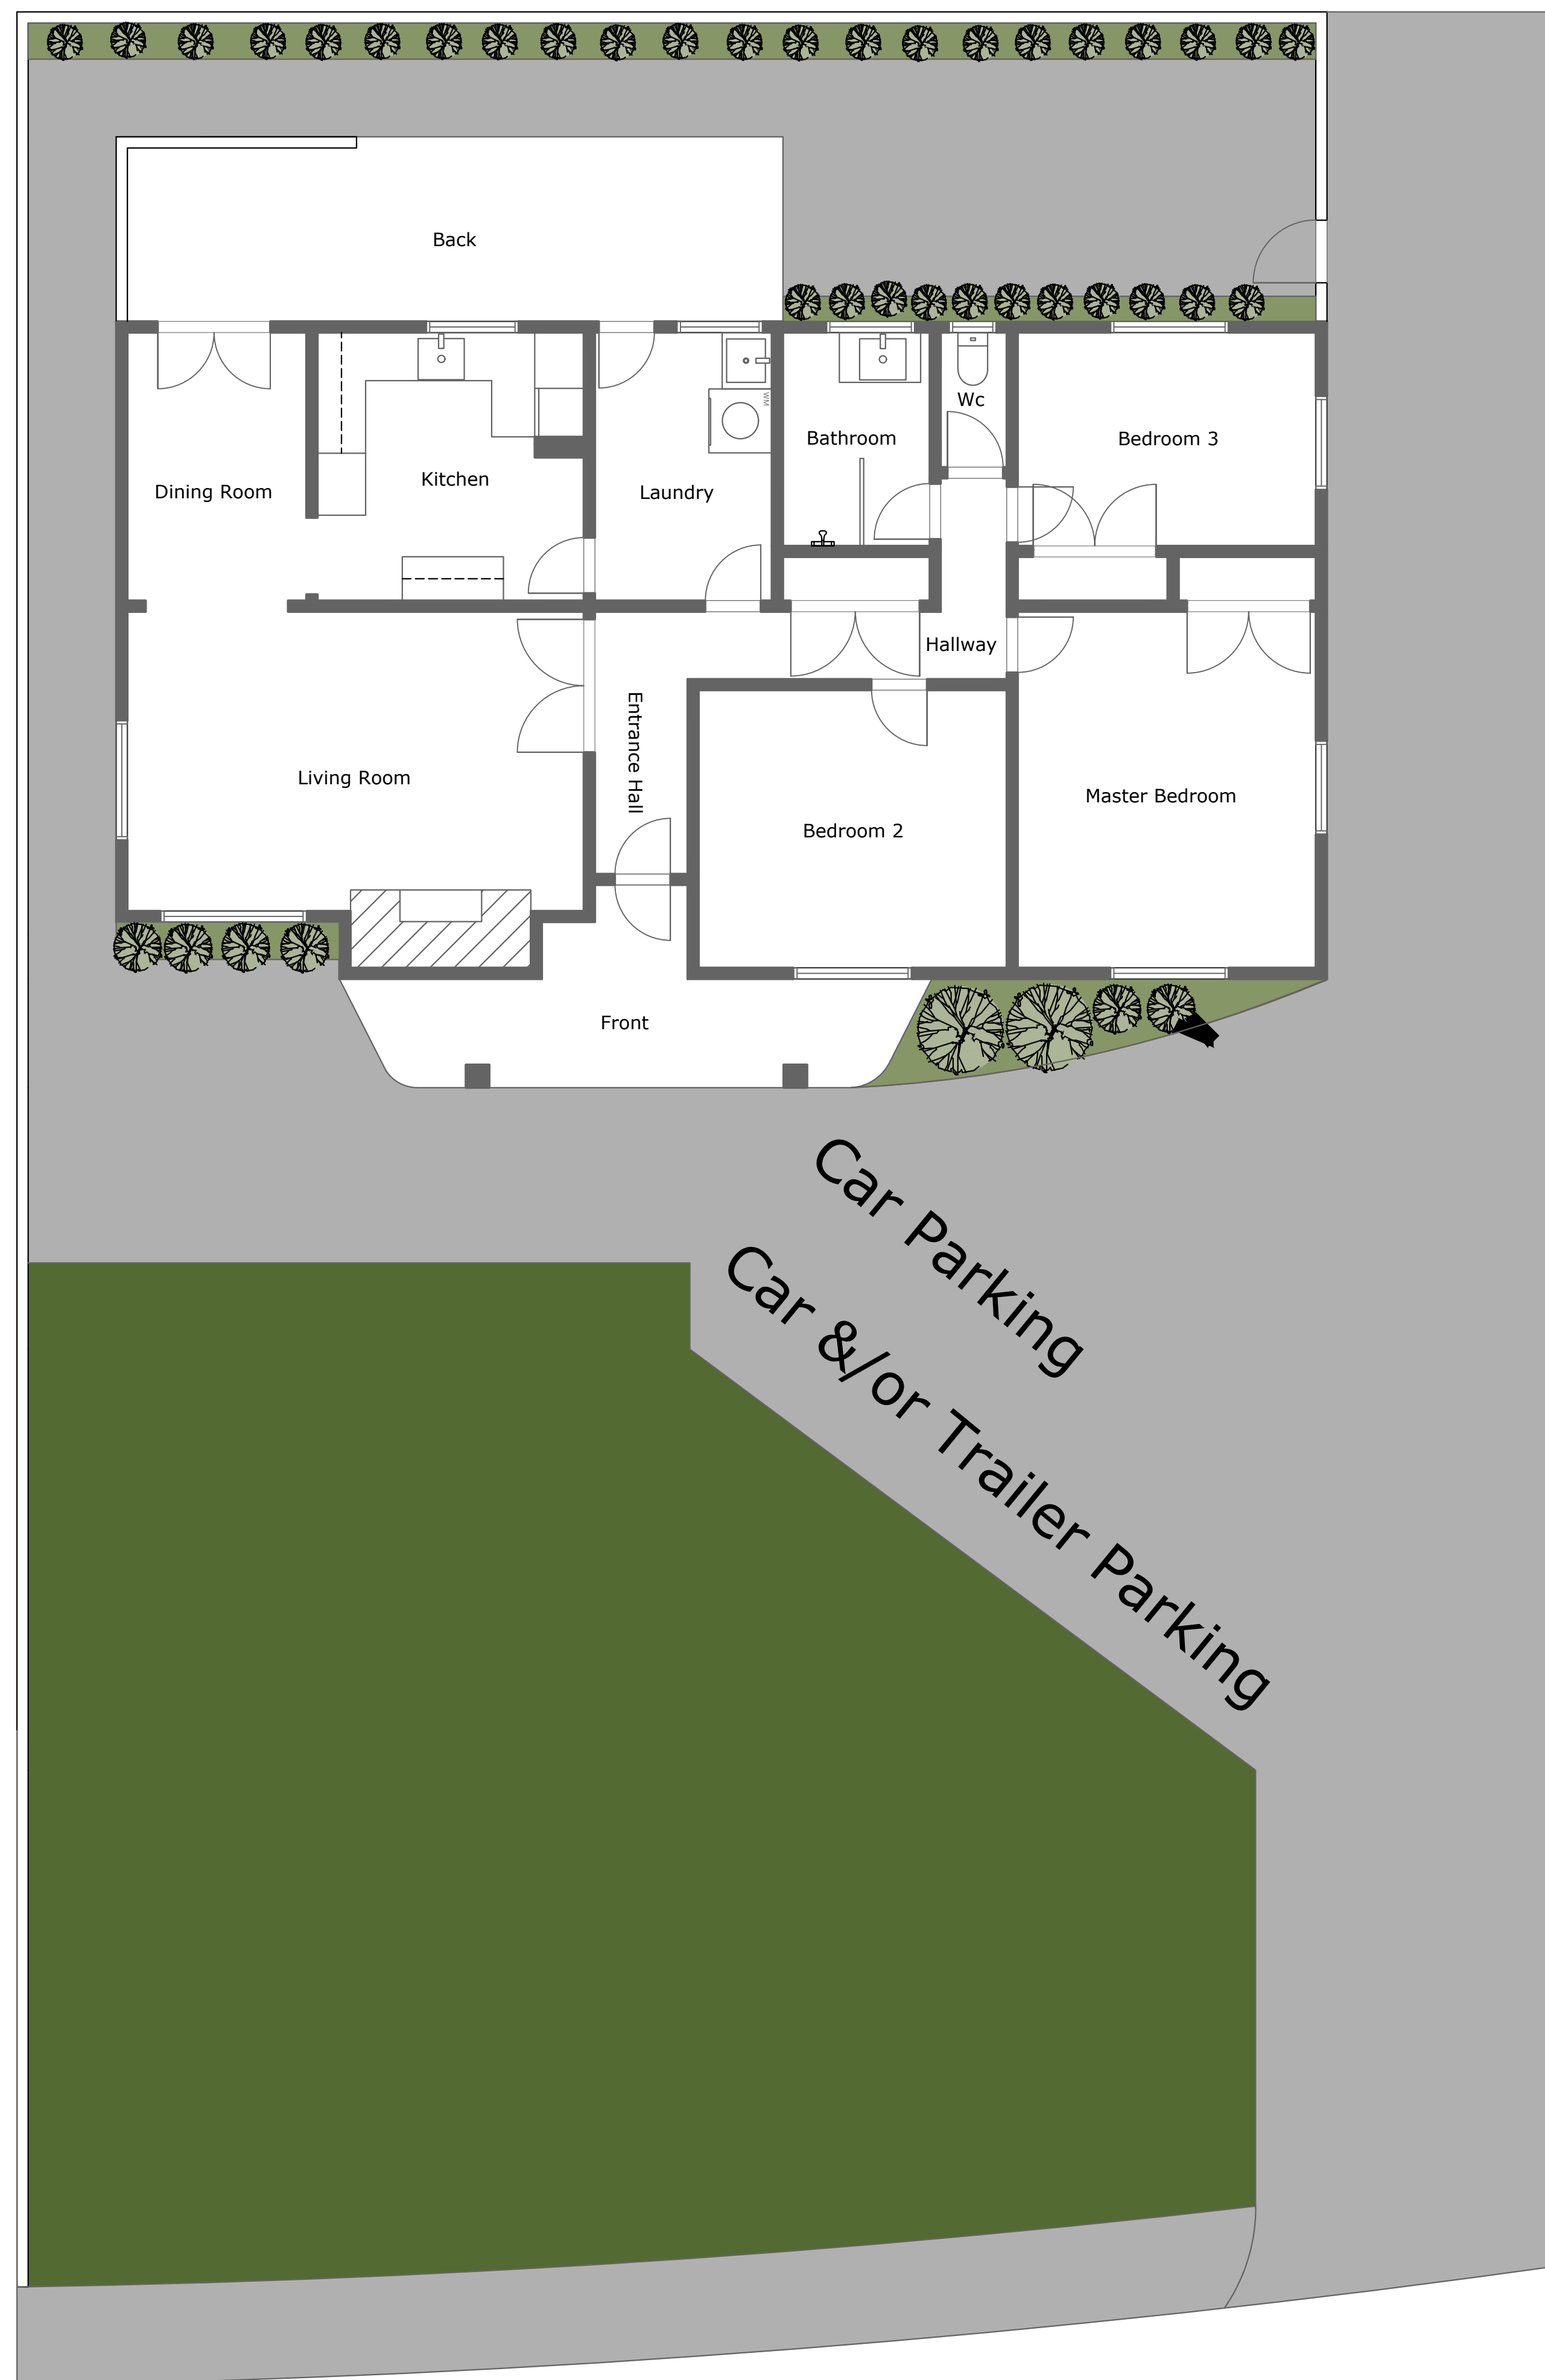 Back
Wc
Bathroom
Bedroom 3
Kitchen
Dining Room
Laundry
WM
Hallway
Entrance Hall
Living Room
Master Bedroom
Bedroom 2
Front
Car Parking
Car &/or Trailer Parking